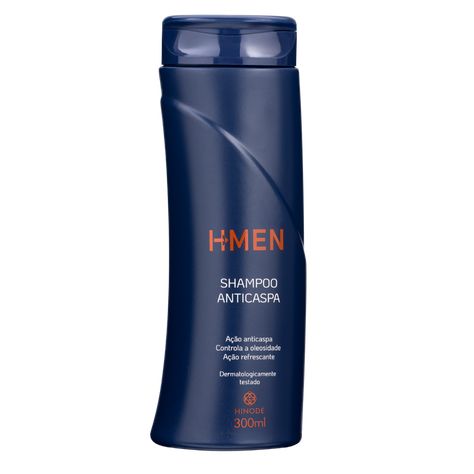 H-MEN
SHAMPOO
ANTICASPA
Ação anticaspa
Controla a oleosidade
Ação refrescante
Dermatologicamente
testado
HINODE
300ml